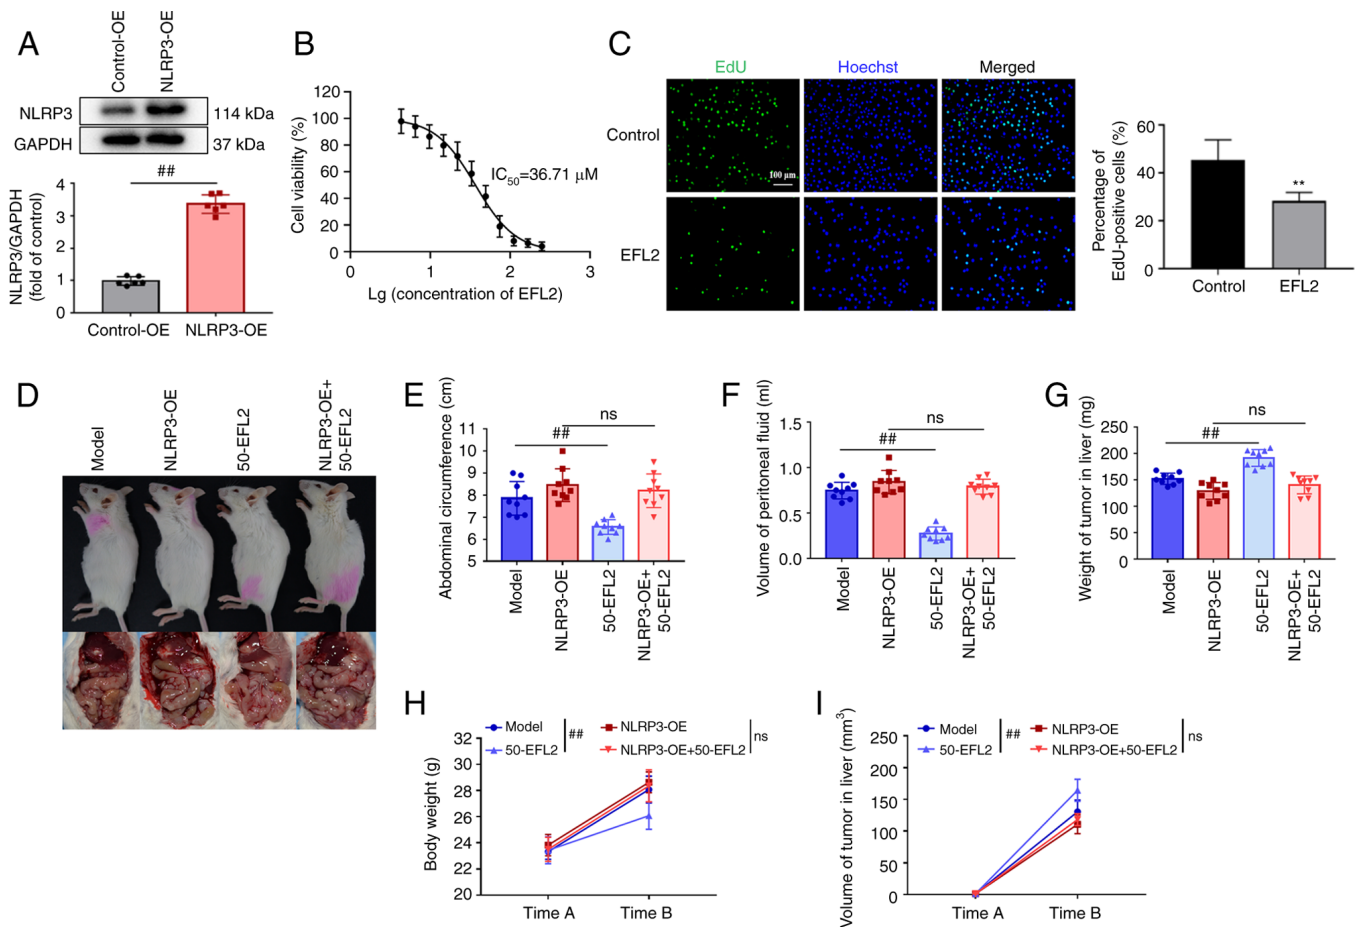 A
Control-OE
NLRP3-OE
NLRP3
114 kDa
GAPDH
37 kDa
##
NLRP3/GAPDH
(fold of control)
4
3
2
1
0
Control-OE
NLRP3-OE
B
Cell viability (%)
120
100
80
60
40
20
0
IC50=36.71 µM
0 1 2 3
Lg (concentration of EFL2)
C
EdU
Hoechst
Merged
Control
100 µm
EFL2
Percentage of
EdU-positive cells (%)
60
40
20
0
**
Control
EFL2
D
Model
NLRP3-OE
50-EFL2
NLRP3-OE+
50-EFL2
E
Abdominal circumference (cm)
11
10
9
8
7
6
5
ns
##
Model
NLRP3-OE
50-EFL2
NLRP3-OE+
50-EFL2
F
Volume of peritoneal fluid (ml)
1.5
1.0
0.5
0.0
ns
##
Model
NLRP3-OE
50-EFL2
NLRP3-OE+
50-EFL2
G
Weight of tumor in liver (mg)
250
200
150
100
50
0
ns
##
Model
NLRP3-OE
50-EFL2
NLRP3-OE+
50-EFL2
H
Model
50-EFL2
##
NLRP3-OE
NLRP3-OE+50-EFL2
ns
Body weight (g)
32
30
28
26
24
22
20
Time A
Time B
I
Model
50-EFL2
##
NLRP3-OE
NLRP3-OE+50-EFL2
ns
Volume of tumor in liver (mm3)
250
200
150
100
50
0
Time A
Time B